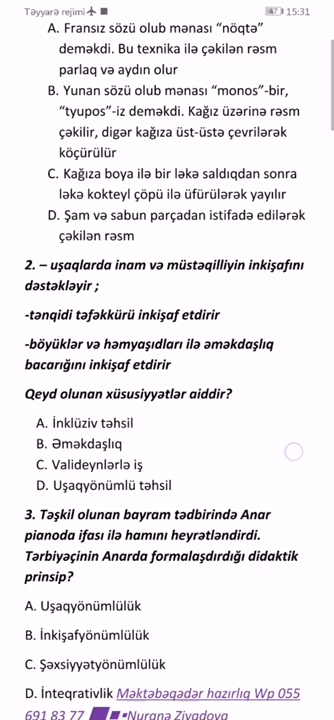 Təyyarə rejimi 47 15:31
A. Fransız sözü olub mənası “nöqtə”
deməkdi. Bu texnika ilə çəkilən rəsm
parlaq və aydın olur
B. Yunan sözü olub mənası “monos”-bir,
“tyupos”-iz deməkdi. Kağız üzərinə rəsm
çəkilir, digər kağıza üst-üstə çevrilərək
köçürülür
C. Kağıza boya ilə bir ləkə saldıqdan sonra
ləkə kokteyl çöpü ilə üfürülərək yayılır
D. Şam və sabun parçadan istifadə edilərək
çəkilən rəsm
2. – uşaqlarda inam və müstəqilliyin inkişafını
dəstəkləyir ;
-tənqidi təfəkkürü inkişaf etdirir
-böyüklər və həmyaşıdları ilə əməkdaşlıq
bacarığını inkişaf etdirir
Qeyd olunan xüsusiyyətlər aiddir?
A. İnklüziv təhsil
B. Əməkdaşlıq
C. Valideynlərlə iş
D. Uşaqyönümlü təhsil
3. Təşkil olunan bayram tədbirində Anar
pianoda ifası ilə hamını heyrətləndirdi.
Tərbiyəçinin Anarda formalaşdırdığı didaktik
prinsip?
A. Uşaqyönümlülük
B. İnkişafyönümlülük
C. Şəxsiyyətyönümlülük
D. İnteqrativlik Məktəbəqədər hazırlıq Wp 055
691 83 77 Nuranə Ziyadova